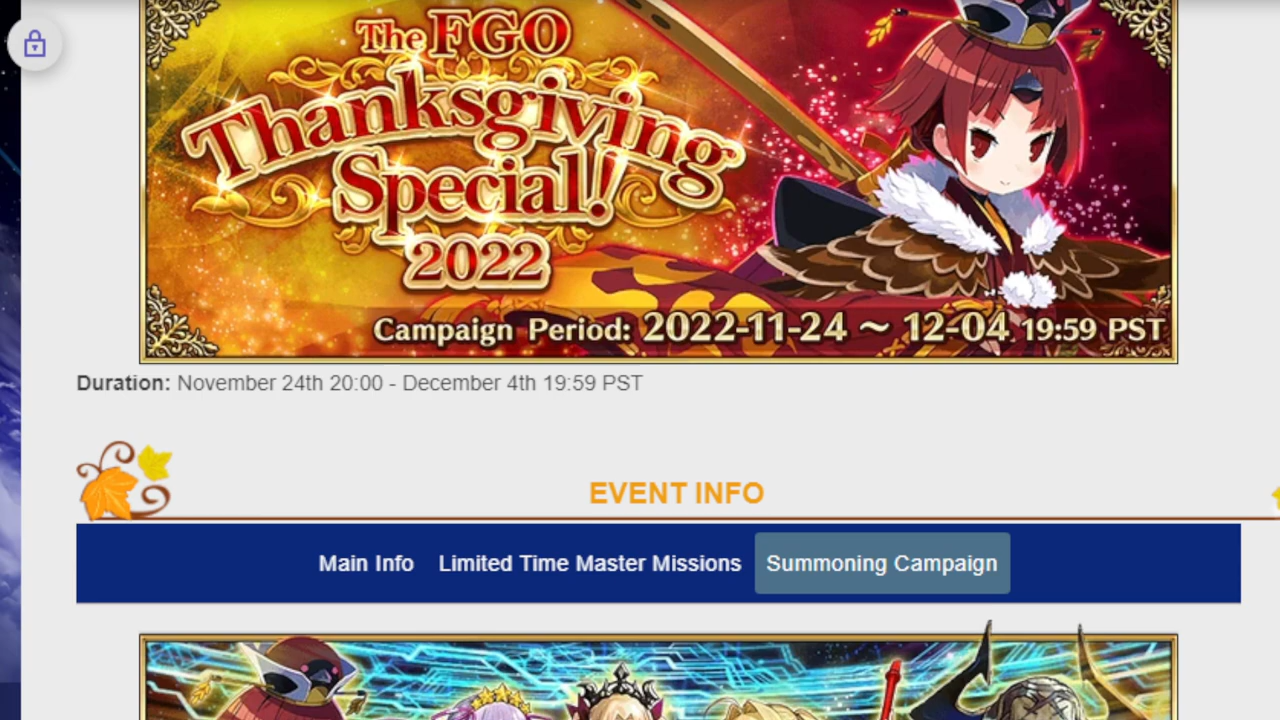 The FGO
Thanksgiving
Special!
2022
Campaign Period: 2022-11-24 ~ 12-04 19:59 PST
Duration: November 24th 20:00 - December 4th 19:59 PST
EVENT INFO
Main Info Limited Time Master Missions Summoning Campaign